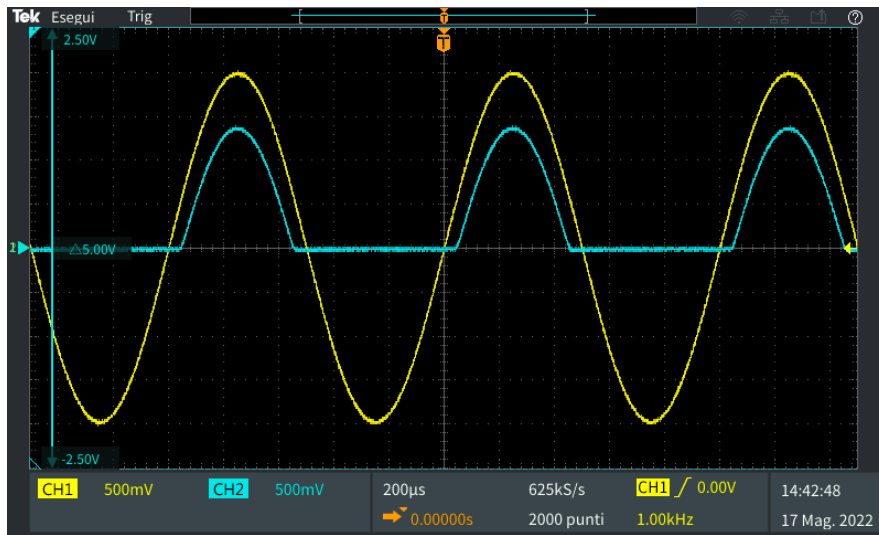 Tek Esegui Trig
T
T
2.50V
△5.00V
-2.50V
CH1 500mV CH2 500mV 200µs 625kS/s CH1 0.00V 14:42:48
0.00000s 2000 punti 1.00kHz 17 Mag. 2022